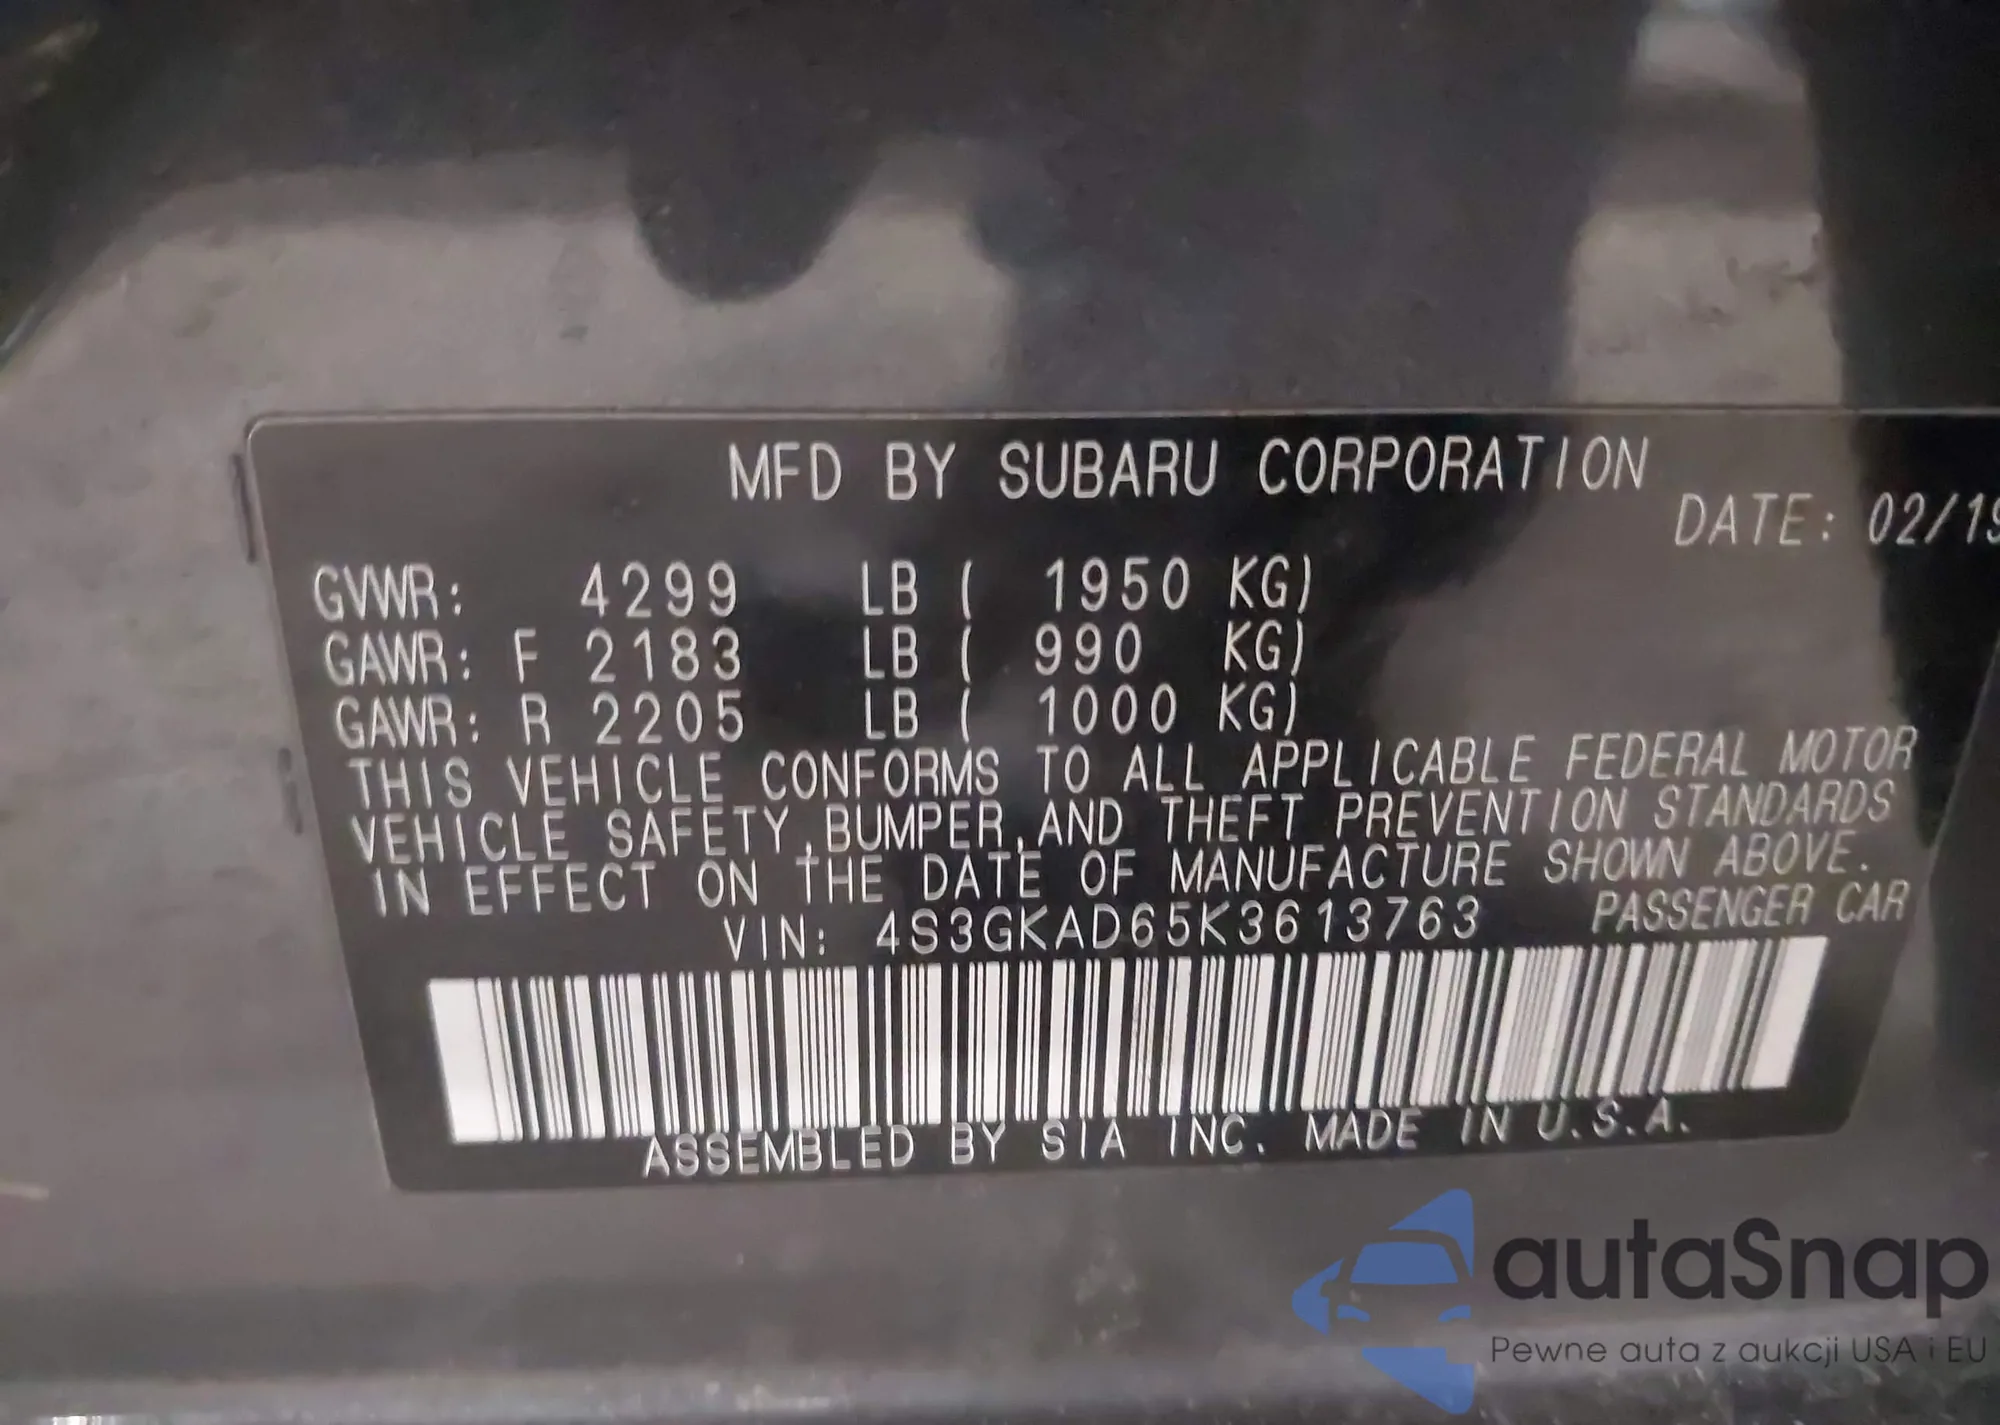 MFD BY SUBARU CORPORATION
DATE: 02/19
GVWR: 4299 LB ( 1950 KG)
GAWR: F 2183 LB ( 990 KG)
GAWR: R 2205 LB ( 1000 KG)
THIS VEHICLE CONFORMS TO ALL APPLICABLE FEDERAL MOTOR
VEHICLE SAFETY,BUMPER,AND THEFT PREVENTION STANDARDS
IN EFFECT ON THE DATE OF MANUFACTURE SHOWN ABOVE.
VIN: 4S3GKAD65K3613763 PASSENGER CAR
ASSEMBLED BY SIA INC. MADE IN U.S.A.
autaSnap
Pewne auta z aukcji USA i EU